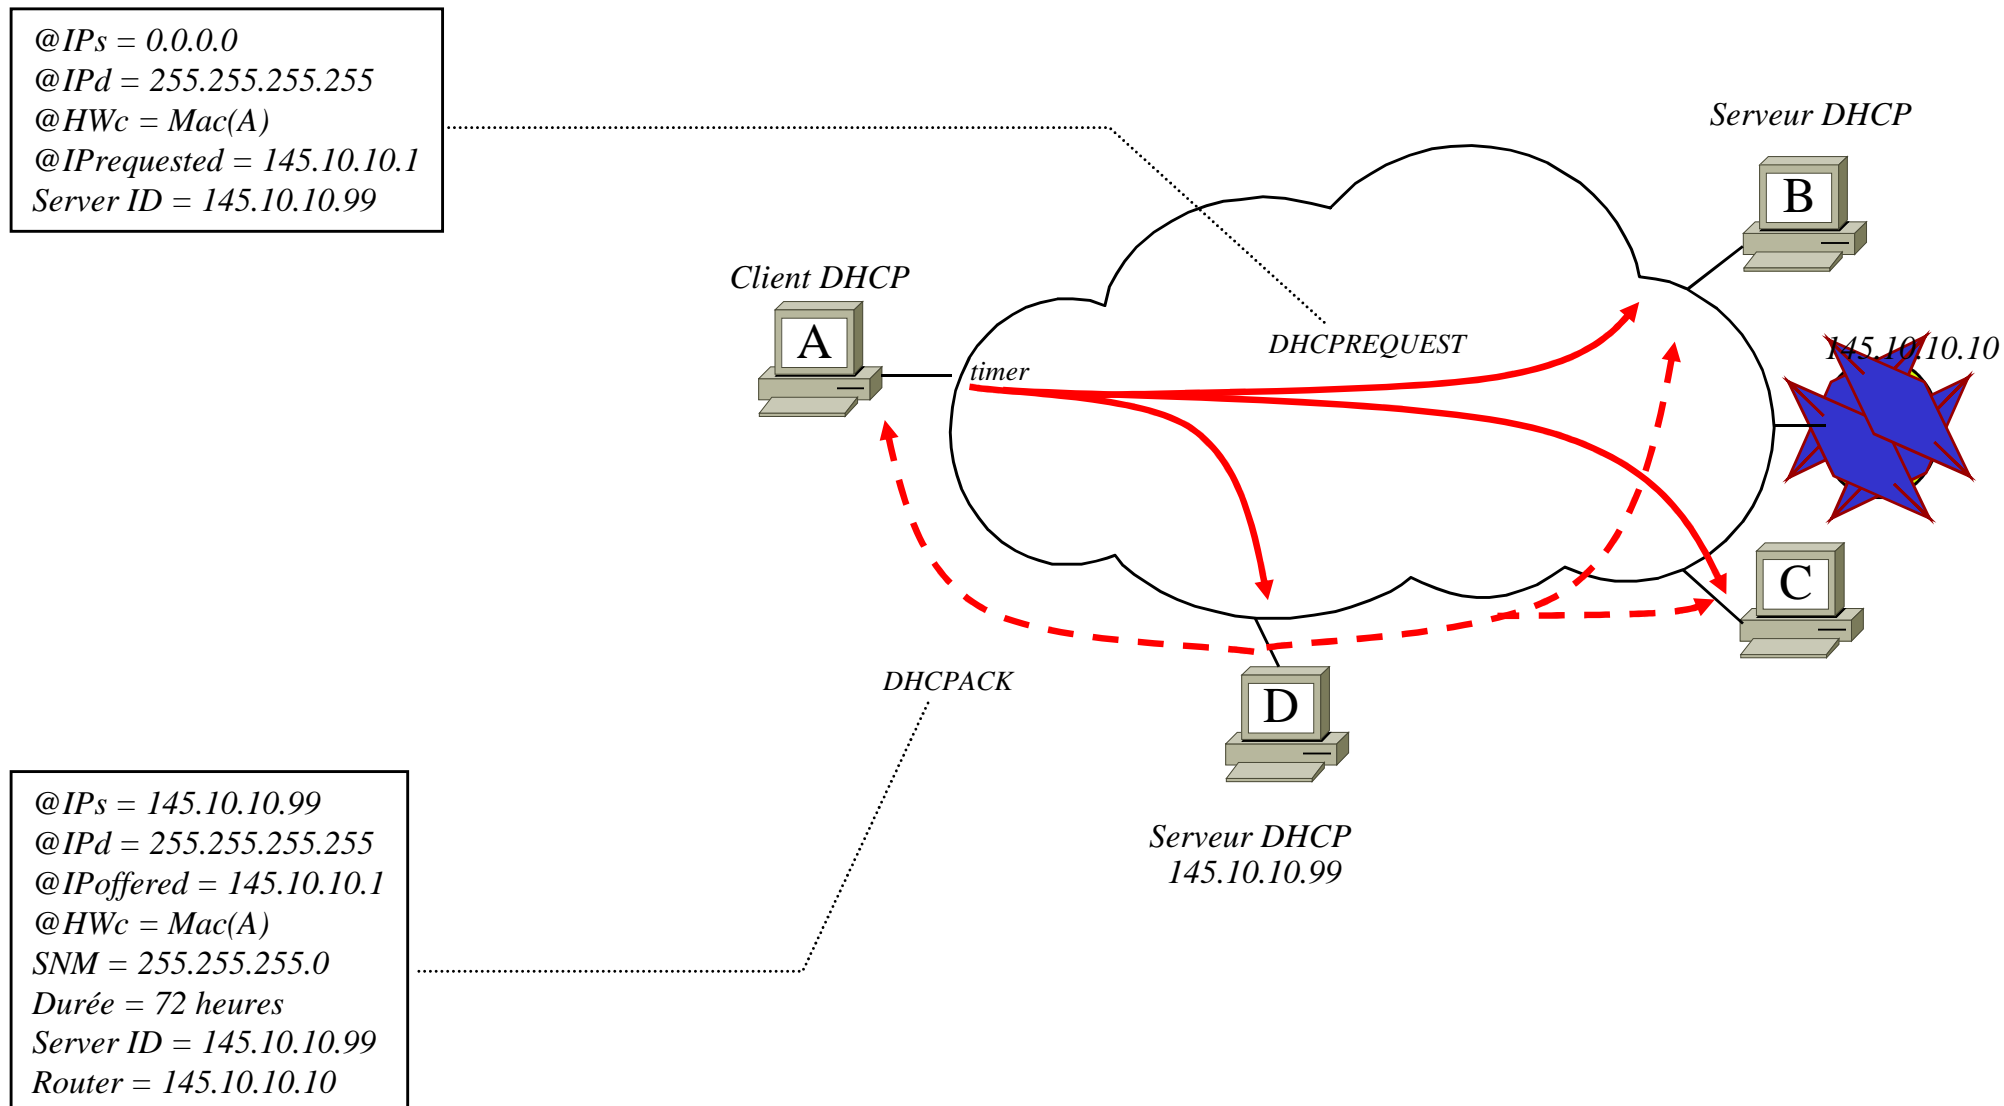 @IPs = 0.0.0.0
@IPd = 255.255.255.255
@HWc = Mac(A)
@IPrequested = 145.10.10.1
Server ID = 145.10.10.99
Serveur DHCP
B
Client DHCP
A
timer
DHCPREQUEST
145.10.10.10
C
DHCPACK
D
Serveur DHCP
145.10.10.99
@IPs = 145.10.10.99
@IPd = 255.255.255.255
@IPoffered = 145.10.10.1
@HWc = Mac(A)
SNM = 255.255.255.0
Durée = 72 heures
Server ID = 145.10.10.99
Router = 145.10.10.10